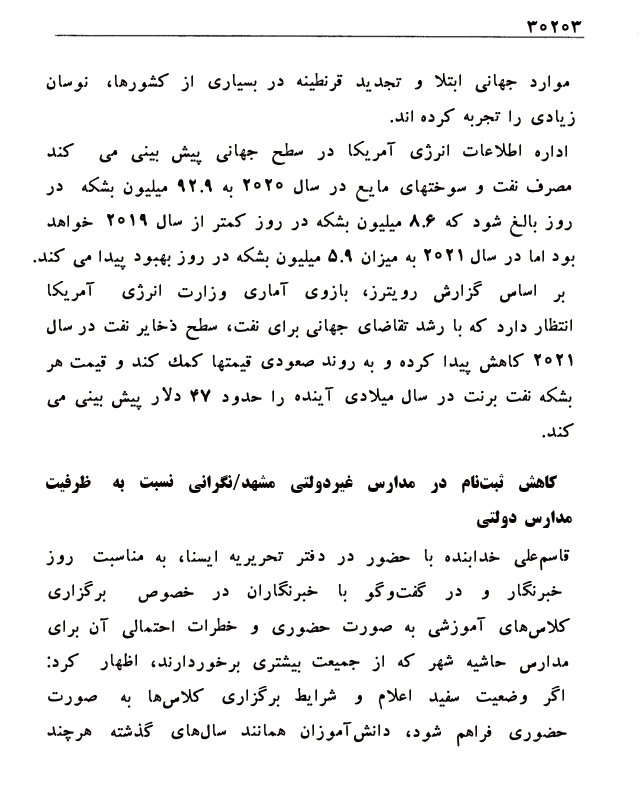 ۳۰۲۰۳
موارد جهانی ابتلا و تجدید قرنطینه در بسیاری از کشورها، نوسان
زیادی را تجربه کرده اند.
اداره اطلاعات انرژی آمریکا در سطح جهانی پیش بینی می کند
مصرف نفت و سوختهای مایع در سال ۲۰۲۰ به ۹۲.۹ میلیون بشکه در
روز بالغ شود که ۸.۶ میلیون بشکه در روز کمتر از سال ۲۰۱۹ خواهد
بود اما در سال ۲۰۲۱ به میزان ۵.۹ میلیون بشکه در روز بهبود پیدا می کند.
بر اساس گزارش رویترز، بازوی آماری وزارت انرژی آمریکا
انتظار دارد که با رشد تقاضای جهانی برای نفت، سطح ذخایر نفت در سال
۲۰۲۱ کاهش پیدا کرده و به روند صعودی قیمتها کمك کند و قیمت هر
بشکه نفت برنت در سال میلادی آینده را حدود ۴۷ دلار پیش بینی می
کند.
کاهش ثبت‌نام در مدارس غیردولتی مشهد/نگرانی نسبت به ظرفیت
مدارس دولتی
قاسم‌علی خدابنده با حضور در دفتر تحریریه ایسنا، به مناسبت روز
خبرنگار و در گفت‌وگو با خبرنگاران در خصوص برگزاری
کلاس‌های آموزشی به صورت حضوری و خطرات احتمالی آن برای
مدارس حاشیه شهر که از جمیعت بیشتری برخوردارند، اظهار کرد:
اگر وضعیت سفید اعلام و شرایط برگزاری کلاس‌ها به صورت
حضوری فراهم شود، دانش‌آموزان همانند سال‌های گذشته هرچند